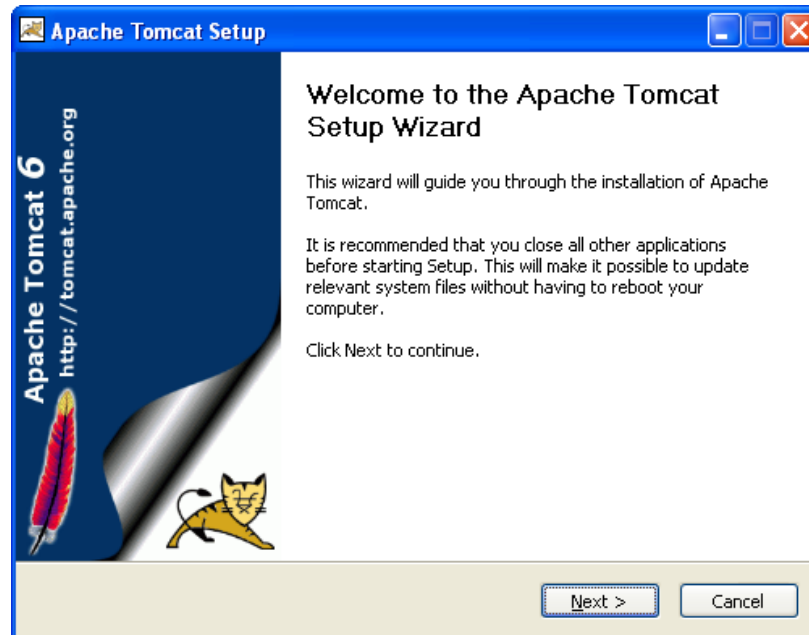 Apache Tomcat Setup
Apache Tomcat 6
http://tomcat.apache.org
Welcome to the Apache Tomcat
Setup Wizard
This wizard will guide you through the installation of Apache
Tomcat.
It is recommended that you close all other applications
before starting Setup. This will make it possible to update
relevant system files without having to reboot your
computer.
Click Next to continue.
Next >
Cancel